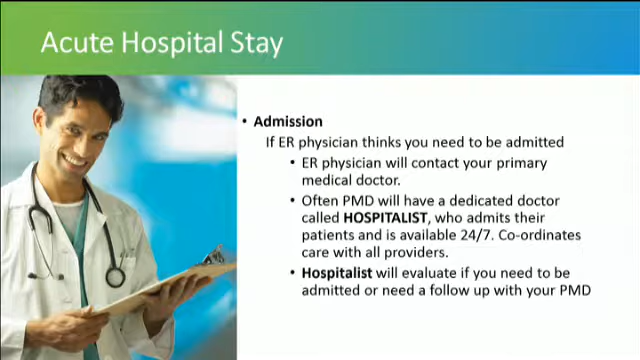 Acute Hospital Stay
• Admission
If ER physician thinks you need to be admitted
• ER physician will contact your primary
medical doctor.
• Often PMD will have a dedicated doctor
called HOSPITALIST, who admits their
patients and is available 24/7. Co-ordinates
care with all providers.
• Hospitalist will evaluate if you need to be
admitted or need a follow up with your PMD